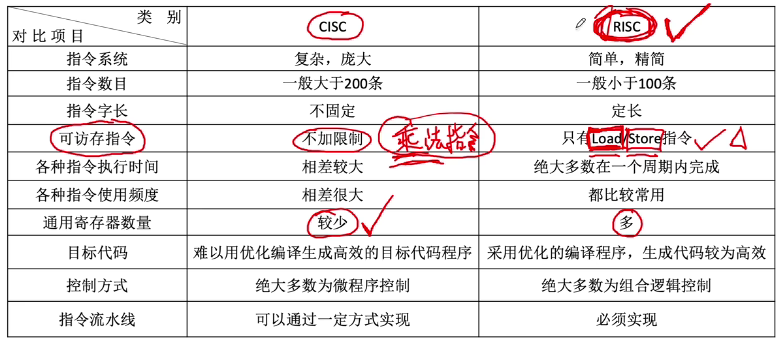 类 别
对比项目 CISC RISC
指令系统 复杂，庞大 简单，精简
指令数目 一般大于200条 一般小于100条
指令字长 不固定 定长
可访存指令 不加限制 乘法指令 只有Load/Store指令
各种指令执行时间 相差较大 绝大多数在一个周期内完成
各种指令使用频度 相差很大 都比较常用
通用寄存器数量 较少 多
目标代码 难以用优化编译生成高效的目标代码程序 采用优化的编译程序，生成代码较为高效
控制方式 绝大多数为微程序控制 绝大多数为组合逻辑控制
指令流水线 可以通过一定方式实现 必须实现